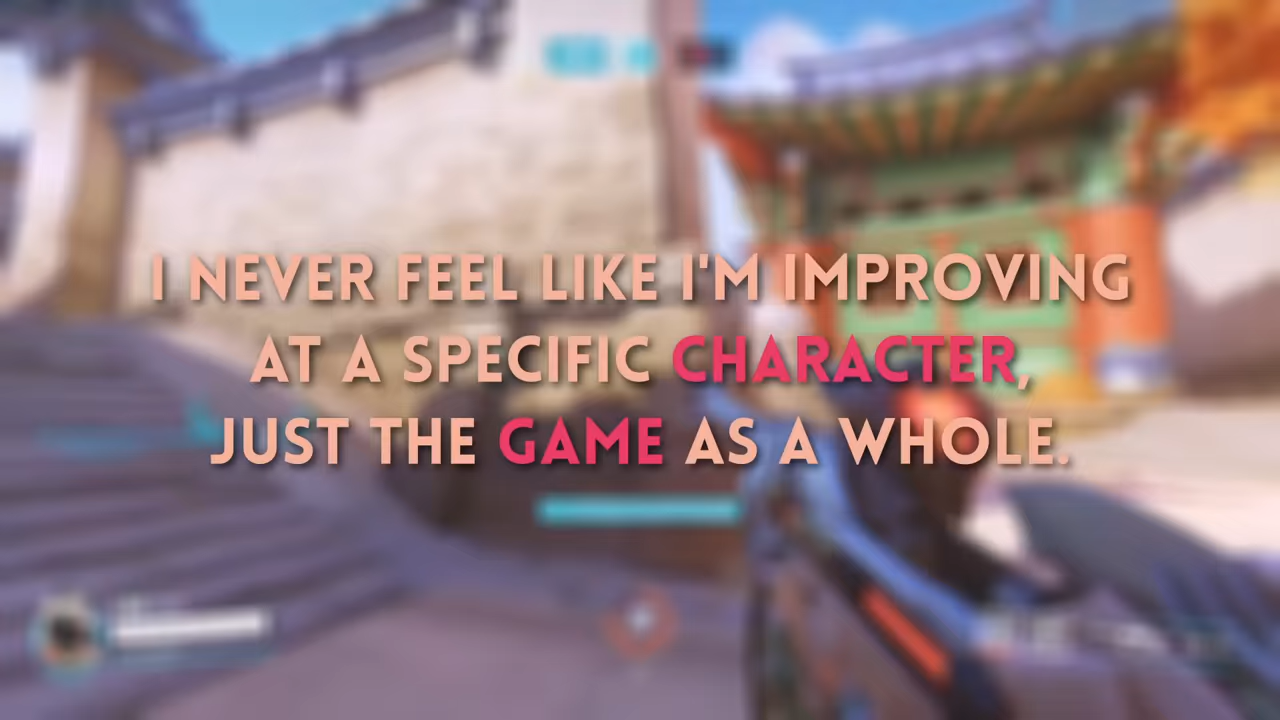 I NEVER FEEL LIKE I'M IMPROVING
AT A SPECIFIC CHARACTER,
JUST THE GAME AS A WHOLE.